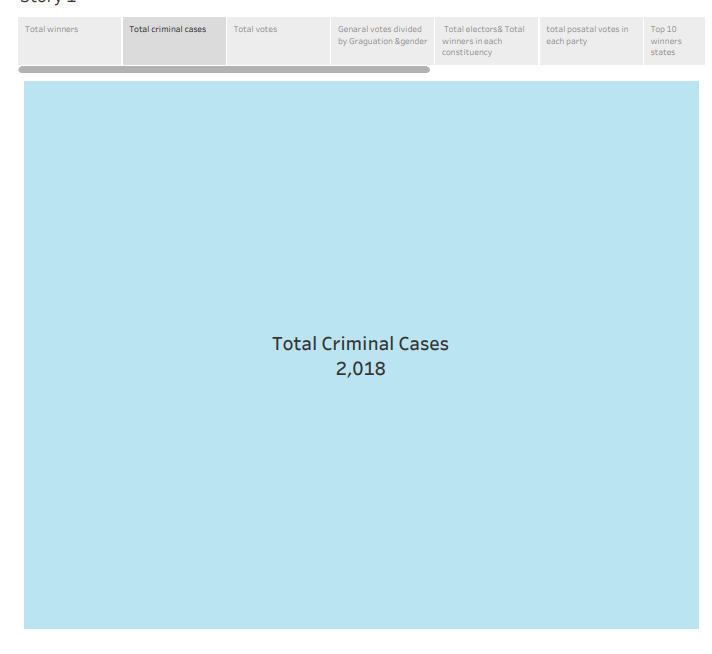 Story 1
Total winners
Total criminal cases
Total votes
Genaral votes divided
by Graguation &gender
Total electors& Total
winners in each
constituency
total posatal votes in
each party
Top 10
winners
states
Total Criminal Cases
2,018